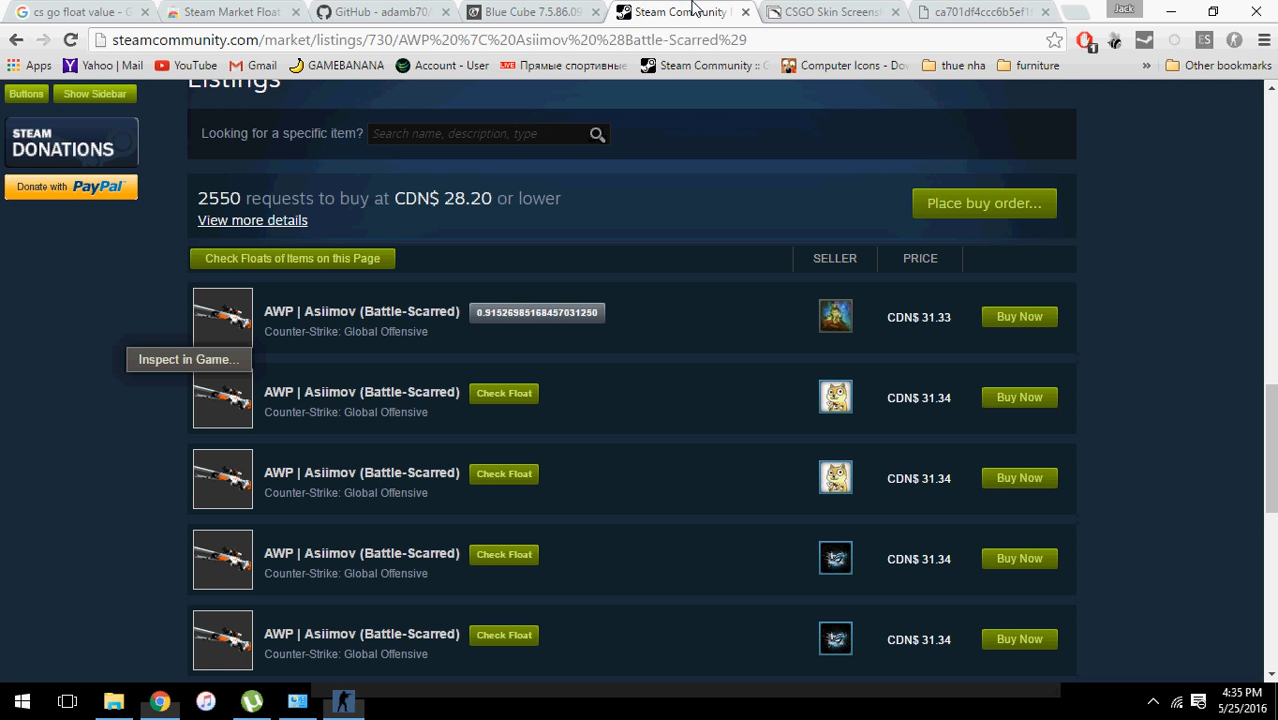 cs go float value - G
Steam Market Float
GitHub - adamb70/
Blue Cube 7.5.86.09
Steam Community
CSGO Skin Screensh
ca701df4ccc6b5ef1
Jack
steamcommunity.com/market/listings/730/AWP%20%7C%20Asiimov%20%28Battle-Scarred%29
1
ES
Apps
Yahoo | Mail
YouTube
Gmail
GAMEBANANA
Account - User
LIVE Прямые спортивные
Steam Community :: G
Computer Icons - Dow
thue nha
furniture
»
Other bookmarks
Listings
Buttons
Show Sidebar
STEAM
DONATIONS
Donate with PayPal
Looking for a specific item?
Search name, description, type
2550 requests to buy at CDN$ 28.20 or lower
View more details
Place buy order...
Check Floats of Items on this Page
SELLER
PRICE
AWP | Asiimov (Battle-Scarred)
0.91526985168457031250
Counter-Strike: Global Offensive
CDN$ 31.33
Buy Now
Inspect in Game...
AWP | Asiimov (Battle-Scarred)
Check Float
Counter-Strike: Global Offensive
CDN$ 31.34
Buy Now
AWP | Asiimov (Battle-Scarred)
Check Float
Counter-Strike: Global Offensive
CDN$ 31.34
Buy Now
AWP | Asiimov (Battle-Scarred)
Check Float
Counter-Strike: Global Offensive
CDN$ 31.34
Buy Now
AWP | Asiimov (Battle-Scarred)
Check Float
Counter-Strike: Global Offensive
CDN$ 31.34
Buy Now
4:35 PM
5/25/2016